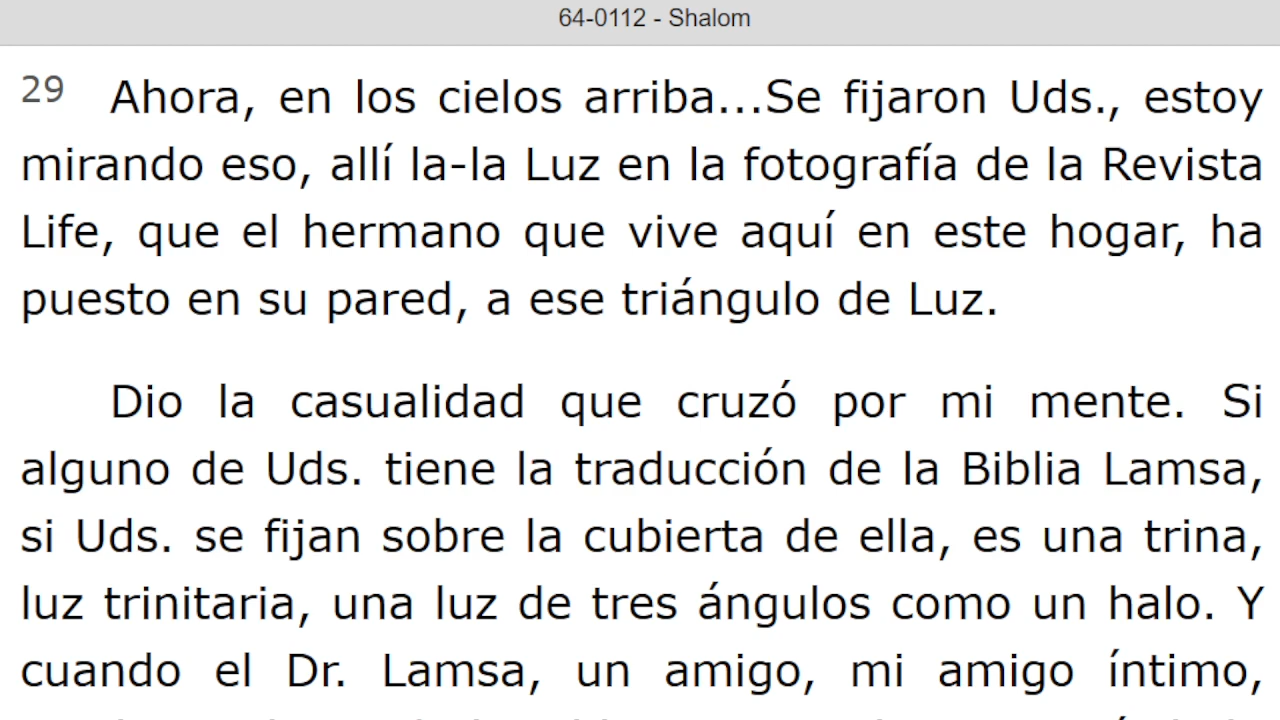 64-0112 - Shalom
29 Ahora, en los cielos arriba...Se fijaron Uds., estoy
mirando eso, allí la-la Luz en la fotografía de la Revista
Life, que el hermano que vive aquí en este hogar, ha
puesto en su pared, a ese triángulo de Luz.
Dio la casualidad que cruzó por mi mente. Si
alguno de Uds. tiene la traducción de la Biblia Lamsa,
si Uds. se fijan sobre la cubierta de ella, es una trina,
luz trinitaria, una luz de tres ángulos como un halo. Y
cuando el Dr. Lamsa, un amigo, mi amigo íntimo,